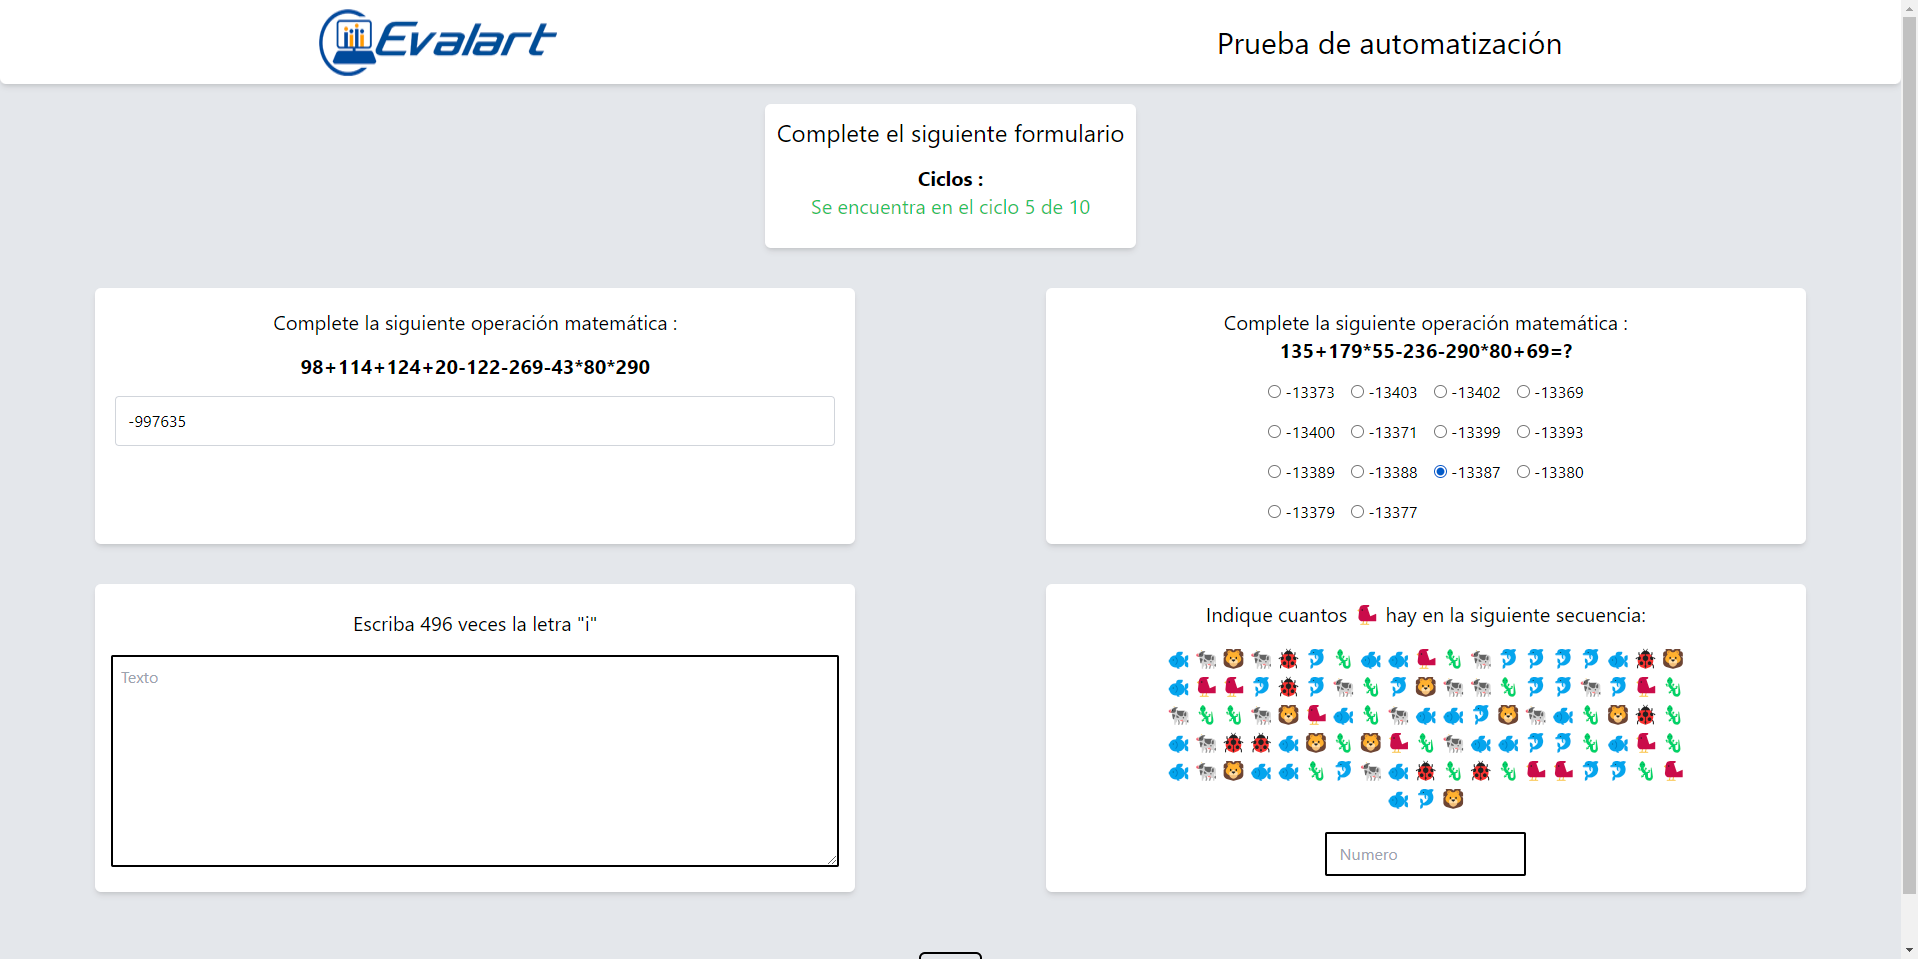 Evalart
Prueba de automatización
Complete el siguiente formulario
Ciclos :
Se encuentra en el ciclo 5 de 10
Complete la siguiente operación matemática :
98+114+124+20-122-269-43*80*290
-997635
Complete la siguiente operación matemática :
135+179*55-236-290*80+69=?
-13373 -13403 -13402 -13369
-13400 -13371 -13399 -13393
-13389 -13388 -13387 -13380
-13379 -13377
Escriba 496 veces la letra "i"
Texto
Indique cuantos hay en la siguiente secuencia:
Numero